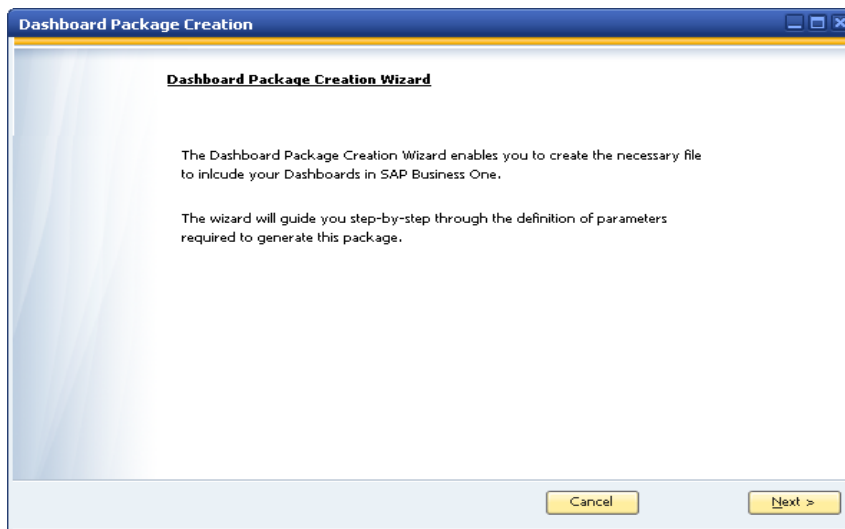 Dashboard Package Creation
Dashboard Package Creation Wizard
The Dashboard Package Creation Wizard enables you to create the necessary file
to inlcude your Dashboards in SAP Business One.
The wizard will guide you step-by-step through the definition of parameters
required to generate this package.
Cancel
Next >